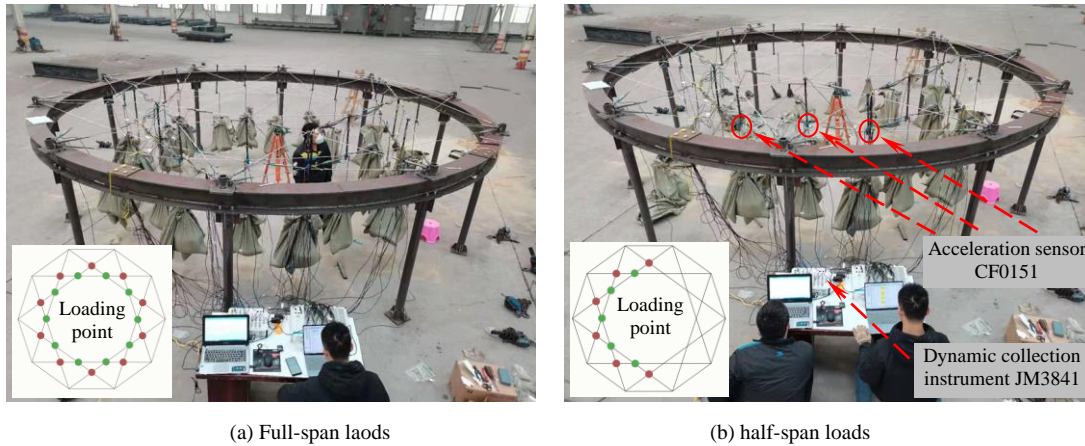 Loading
point
Loading
point
Acceleration sensor
CF0151
Dynamic collection
instrument JM3841
(a) Full-span laods
(b) half-span loads